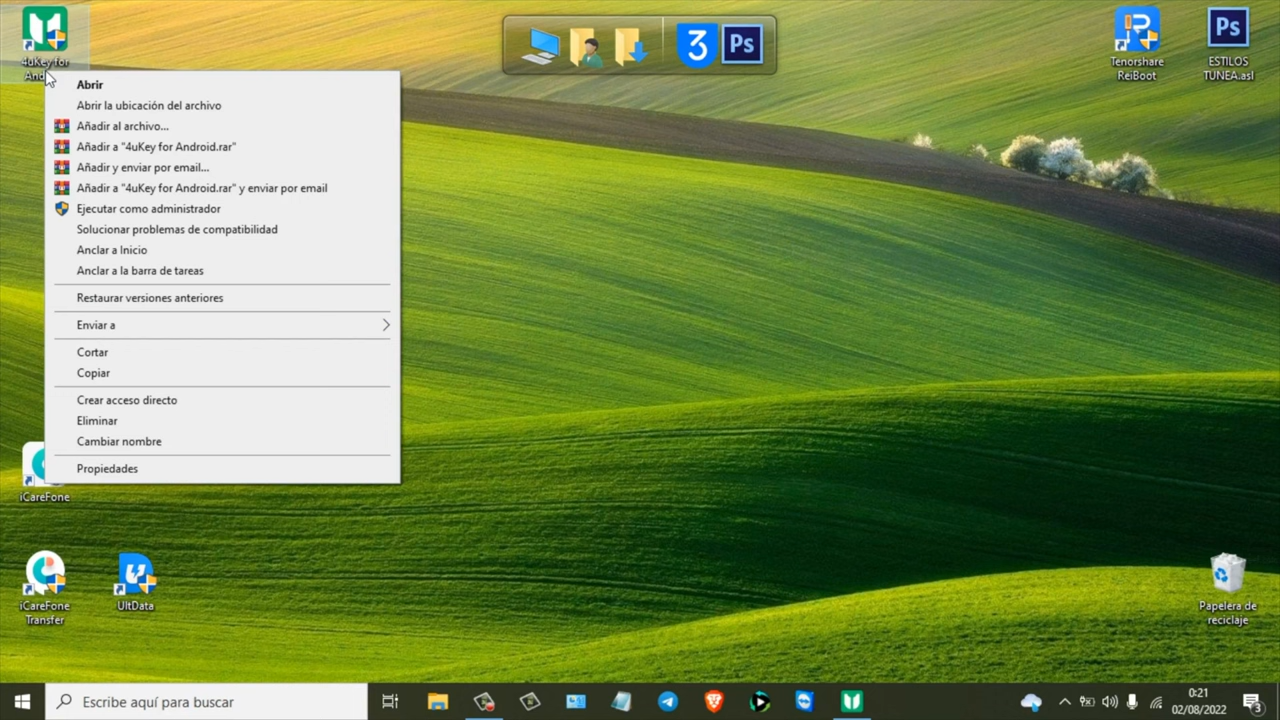 4uKey for
Abrir
Abrir la ubicación del archivo
Añadir al archivo...
Añadir a "4uKey for Android.rar"
Añadir y enviar por email...
Añadir a "4uKey for Android.rar" y enviar por email
Ejecutar como administrador
Solucionar problemas de compatibilidad
Anclar a Inicio
Anclar a la barra de tareas
Restaurar versiones anteriores
Enviar a
Cortar
Copiar
Crear acceso directo
Eliminar
Cambiar nombre
Propiedades
iCareFone
iCareFone
Transfer
UltData
3
Ps
Tenorshare
ReiBoot
Ps
ESTILOS
TUNEA.asl
Papelera de
reciclaje
Escribe aquí para buscar
0:21
02/08/2022
3